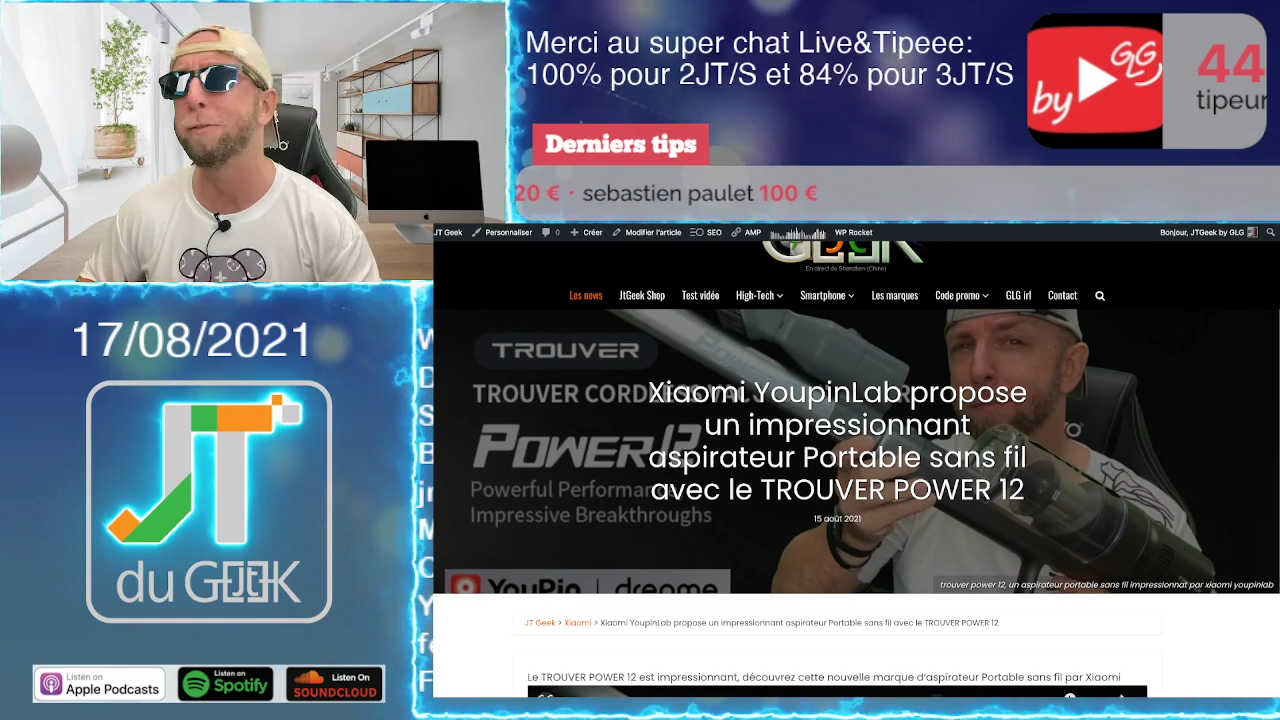 Merci au super chat Live&Tipeee:
100% pour 2JT/S et 84% pour 3JT/S
by GLG
44
tipeur
Derniers tips
20 € · sebastien paulet 100 €
JT Geek Personnaliser 0 Créer Modifier l'article SEO AMP WP Rocket Bonjour, JTGeek by GLG
GEEK
En direct de Shenzhen (Chine)
Les news JtGeek Shop Test vidéo High-Tech Smartphone Les marques Code promo GLG irl Contact
17/08/2021
JT
du GEEK
Listen on
Apple Podcasts
Listen on
Spotify
Listen On
SOUNDCLOUD
TROUVER
TROUVER CORDLESS
POWER 12
Powerful Performan
Impressive Breakthroughs
YouPin | dreame
Xiaomi YoupinLab propose
un impressionnant
aspirateur Portable sans fil
avec le TROUVER POWER 12
15 août 2021
trouver power 12, un aspirateur portable sans fil impressionnat par xiaomi youpinlab
JT Geek > Xiaomi > Xiaomi YoupinLab propose un impressionnant aspirateur Portable sans fil avec le TROUVER POWER 12
Le TROUVER POWER 12 est impressionnant, découvrez cette nouvelle marque d'aspirateur Portable sans fil par Xiaomi